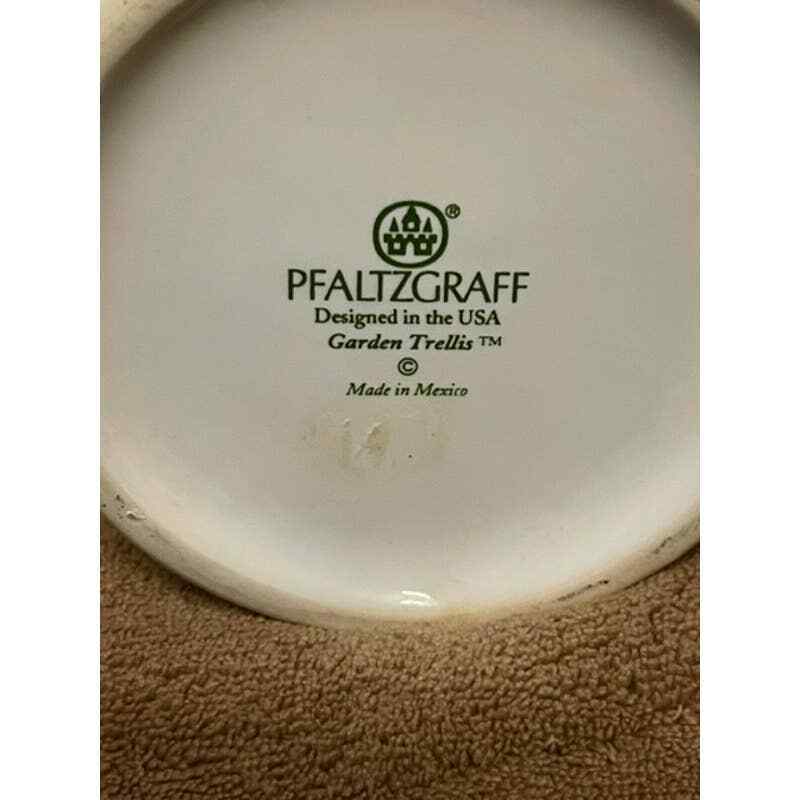 ®
PFALTZGRAFF
Designed in the USA
Garden Trellis ™
©
Made in Mexico